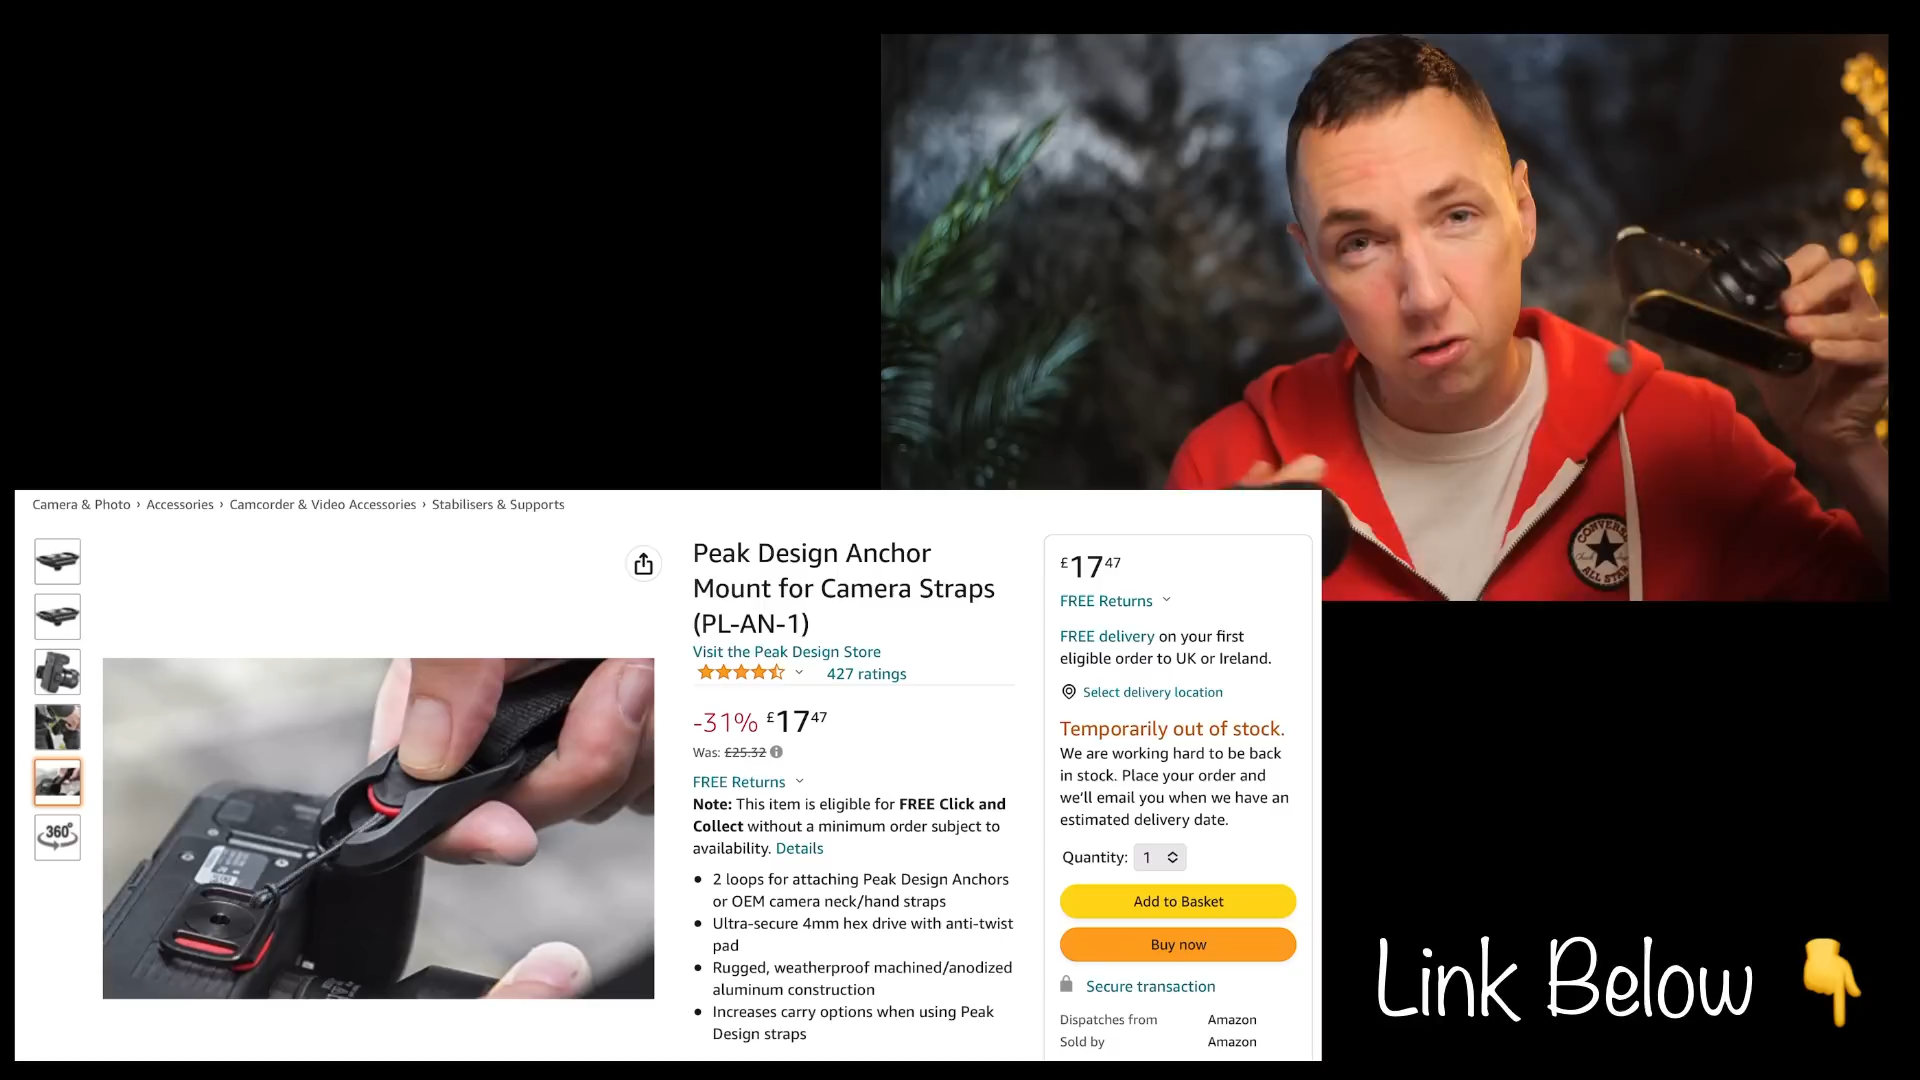 CONVERSE
ALL STAR
Camera & Photo › Accessories › Camcorder & Video Accessories › Stabilisers & Supports
360°
Peak Design Anchor
Mount for Camera Straps
(PL-AN-1)
Visit the Peak Design Store
427 ratings
-31% £17 47
Was: £25.32
FREE Returns
Note: This item is eligible for FREE Click and
Collect without a minimum order subject to
availability. Details
• 2 loops for attaching Peak Design Anchors
or OEM camera neck/hand straps
• Ultra-secure 4mm hex drive with anti-twist
pad
• Rugged, weatherproof machined/anodized
aluminum construction
• Increases carry options when using Peak
Design straps
£17 47
FREE Returns
FREE delivery on your first
eligible order to UK or Ireland.
Select delivery location
Temporarily out of stock.
We are working hard to be back
in stock. Place your order and
we'll email you when we have an
estimated delivery date.
Quantity: 1
Add to Basket
Buy now
Secure transaction
Dispatches from Amazon
Sold by Amazon
Link Below